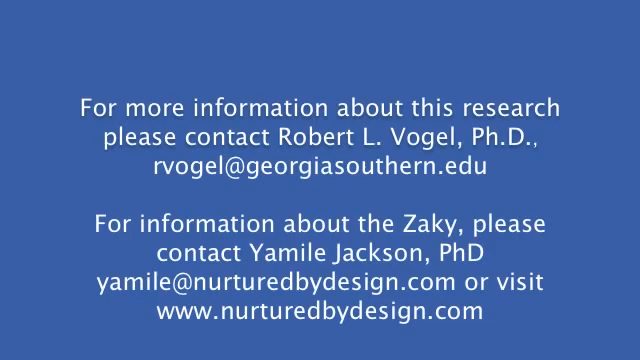 For more information about this research
please contact Robert L. Vogel, Ph.D.,
rvogel@georgiasouthern.edu
For information about the Zaky, please
contact Yamile Jackson, PhD
yamile@nurturedbydesign.com or visit
www.nurturedbydesign.com